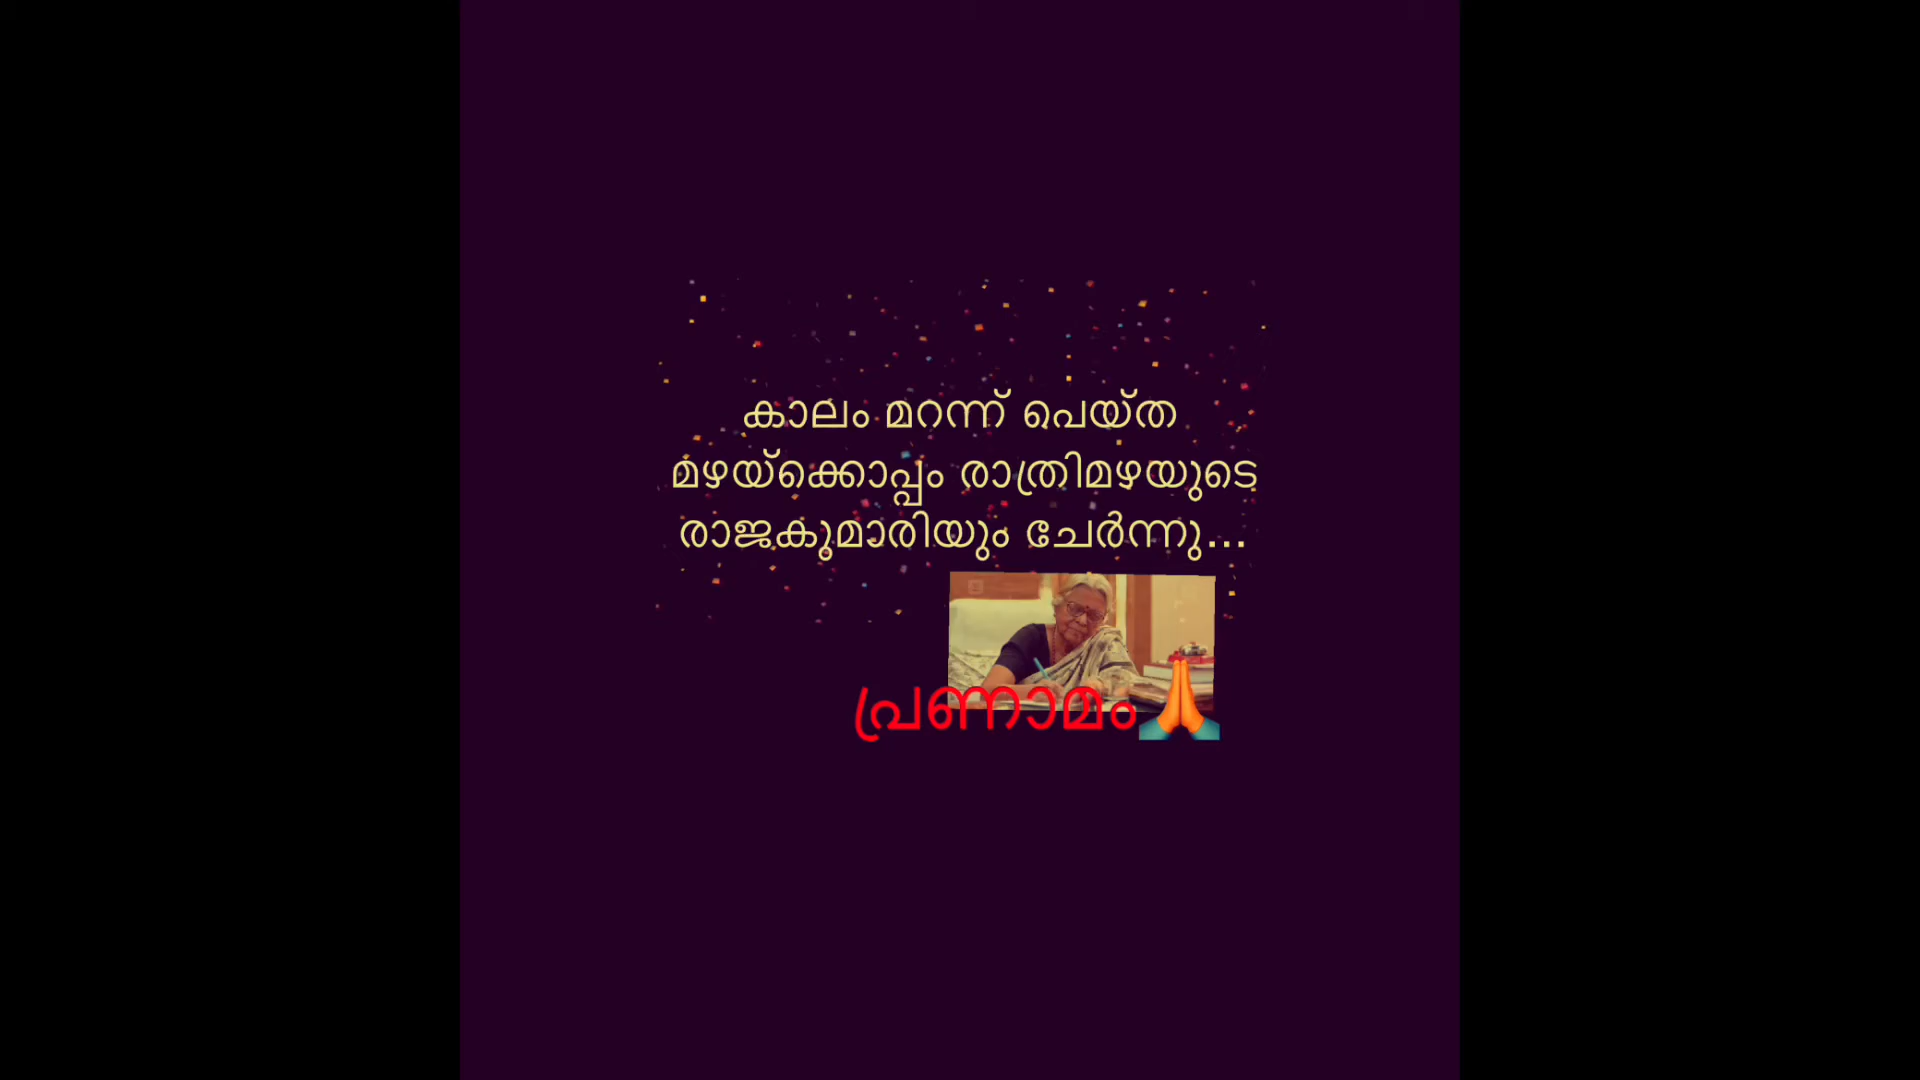 കാലം മറന്ന് പെയ്ത
മഴയ്ക്കൊപ്പം രാത്രിമഴയുടെ
രാജകുമാരിയും ചേർന്നു...
പ്രണാമം🙏